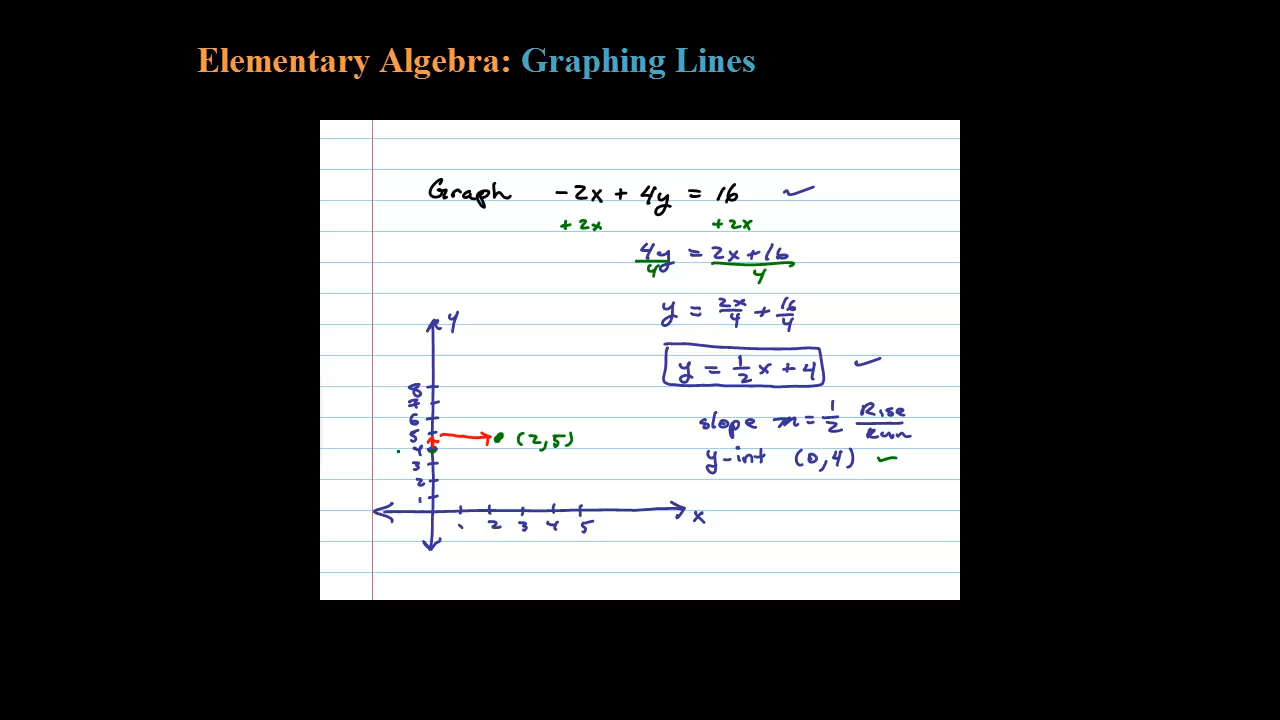 Elementary Algebra: Graphing Lines
Graph -2x + 4y = 16
+ 2x + 2x
4y/4 = 2x + 16/4
y = 2x/4 + 16/4
y = 1/2 x + 4
slope m = 1/2 Rise/Run
y-int (0,4)
y
8
7
6
5
(2,5)
4
3
2
1
x
1 2 3 4 5